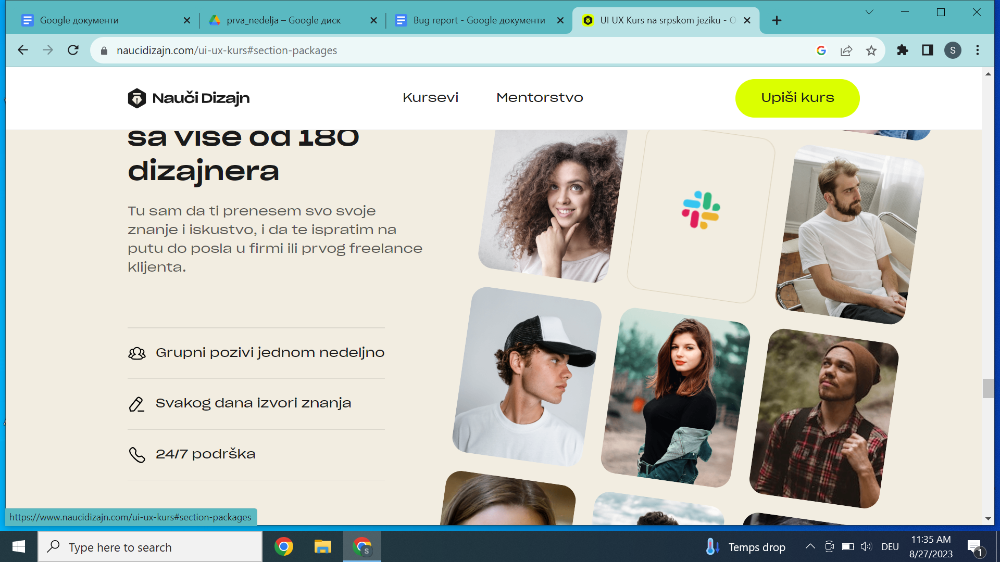 Google документи
prva_nedelja – Google диск
Bug report - Google документи
UI UX Kurs na srpskom jeziku - O
naucidizajn.com/ui-ux-kurs#section-packages
S
Nauči Dizajn
Kursevi
Mentorstvo
Upiši kurs
sa više od 180
dizajnera
Tu sam da ti prenesem svo svoje
znanje i iskustvo, i da te ispratim na
putu do posla u firmi ili prvog freelance
klijenta.
Grupni pozivi jednom nedeljno
Svakog dana izvori znanja
24/7 podrška
https://www.naucidizajn.com/ui-ux-kurs#section-packages
Type here to search
S
Temps drop
DEU
11:35 AM
8/27/2023
1